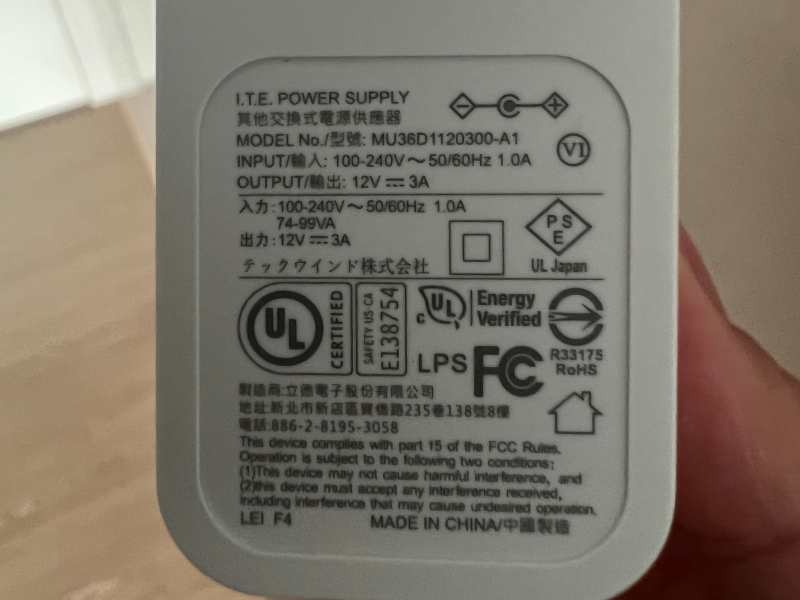 I.T.E. POWER SUPPLY
其他交換式電源供應器
MODEL No./型號: MU36D1120300-A1
INPUT/輸入: 100-240V～50/60Hz 1.0A
OUTPUT/輸出: 12V ⎓ 3A
VI
入力:100-240V～50/60Hz 1.0A
74-99VA
出力:12V ⎓ 3A
テックウインド株式会社
PS
E
UL Japan
UL
CERTIFIED
SAFETY US-CA
E138754
c UL
Energy
Verified
LPS
FC
R33175
RoHS
製造商:立德電子股份有限公司
地址:新北市新店區寶橋路235巷138號8樓
電話:886-2-8195-3058
This device complies with part 15 of the FCC Rules.
Operation is subject to the following two conditions:
(1)This device may not cause harmful interference, and
(2)this device must accept any interference received,
including interference that may cause undesired operation.
LEI F4
MADE IN CHINA/中國製造